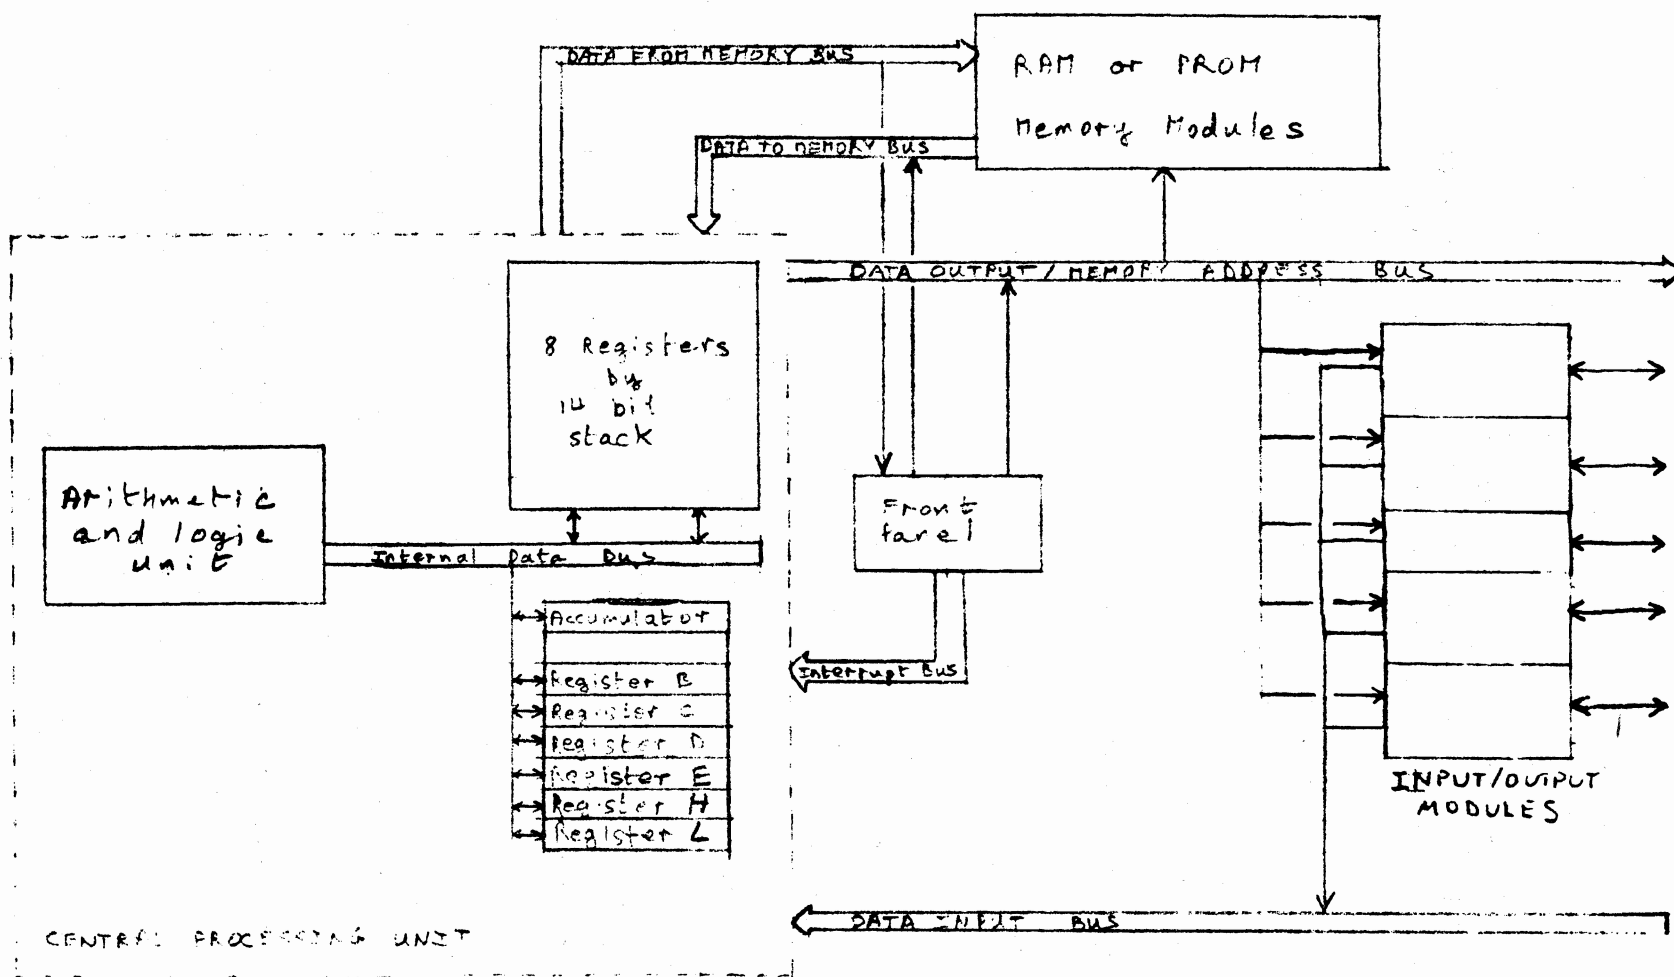 DATA FROM MEMORY BUS
RAM or PROM
Memory Modules
DATA TO MEMORY BUS
DATA OUTPUT / MEMORY ADDRESS BUS
8 Registers
by
14 bit
stack
Arithmetic
and logic
unit
Internal Data Bus
Front
Accumulator
Register B
Register C
Register D
Register E
Register H
Register L
Interrupt Bus
INPUT/OUTPUT
MODULES
DATA INPUT BUS
CENTRAL PROCESSING UNIT